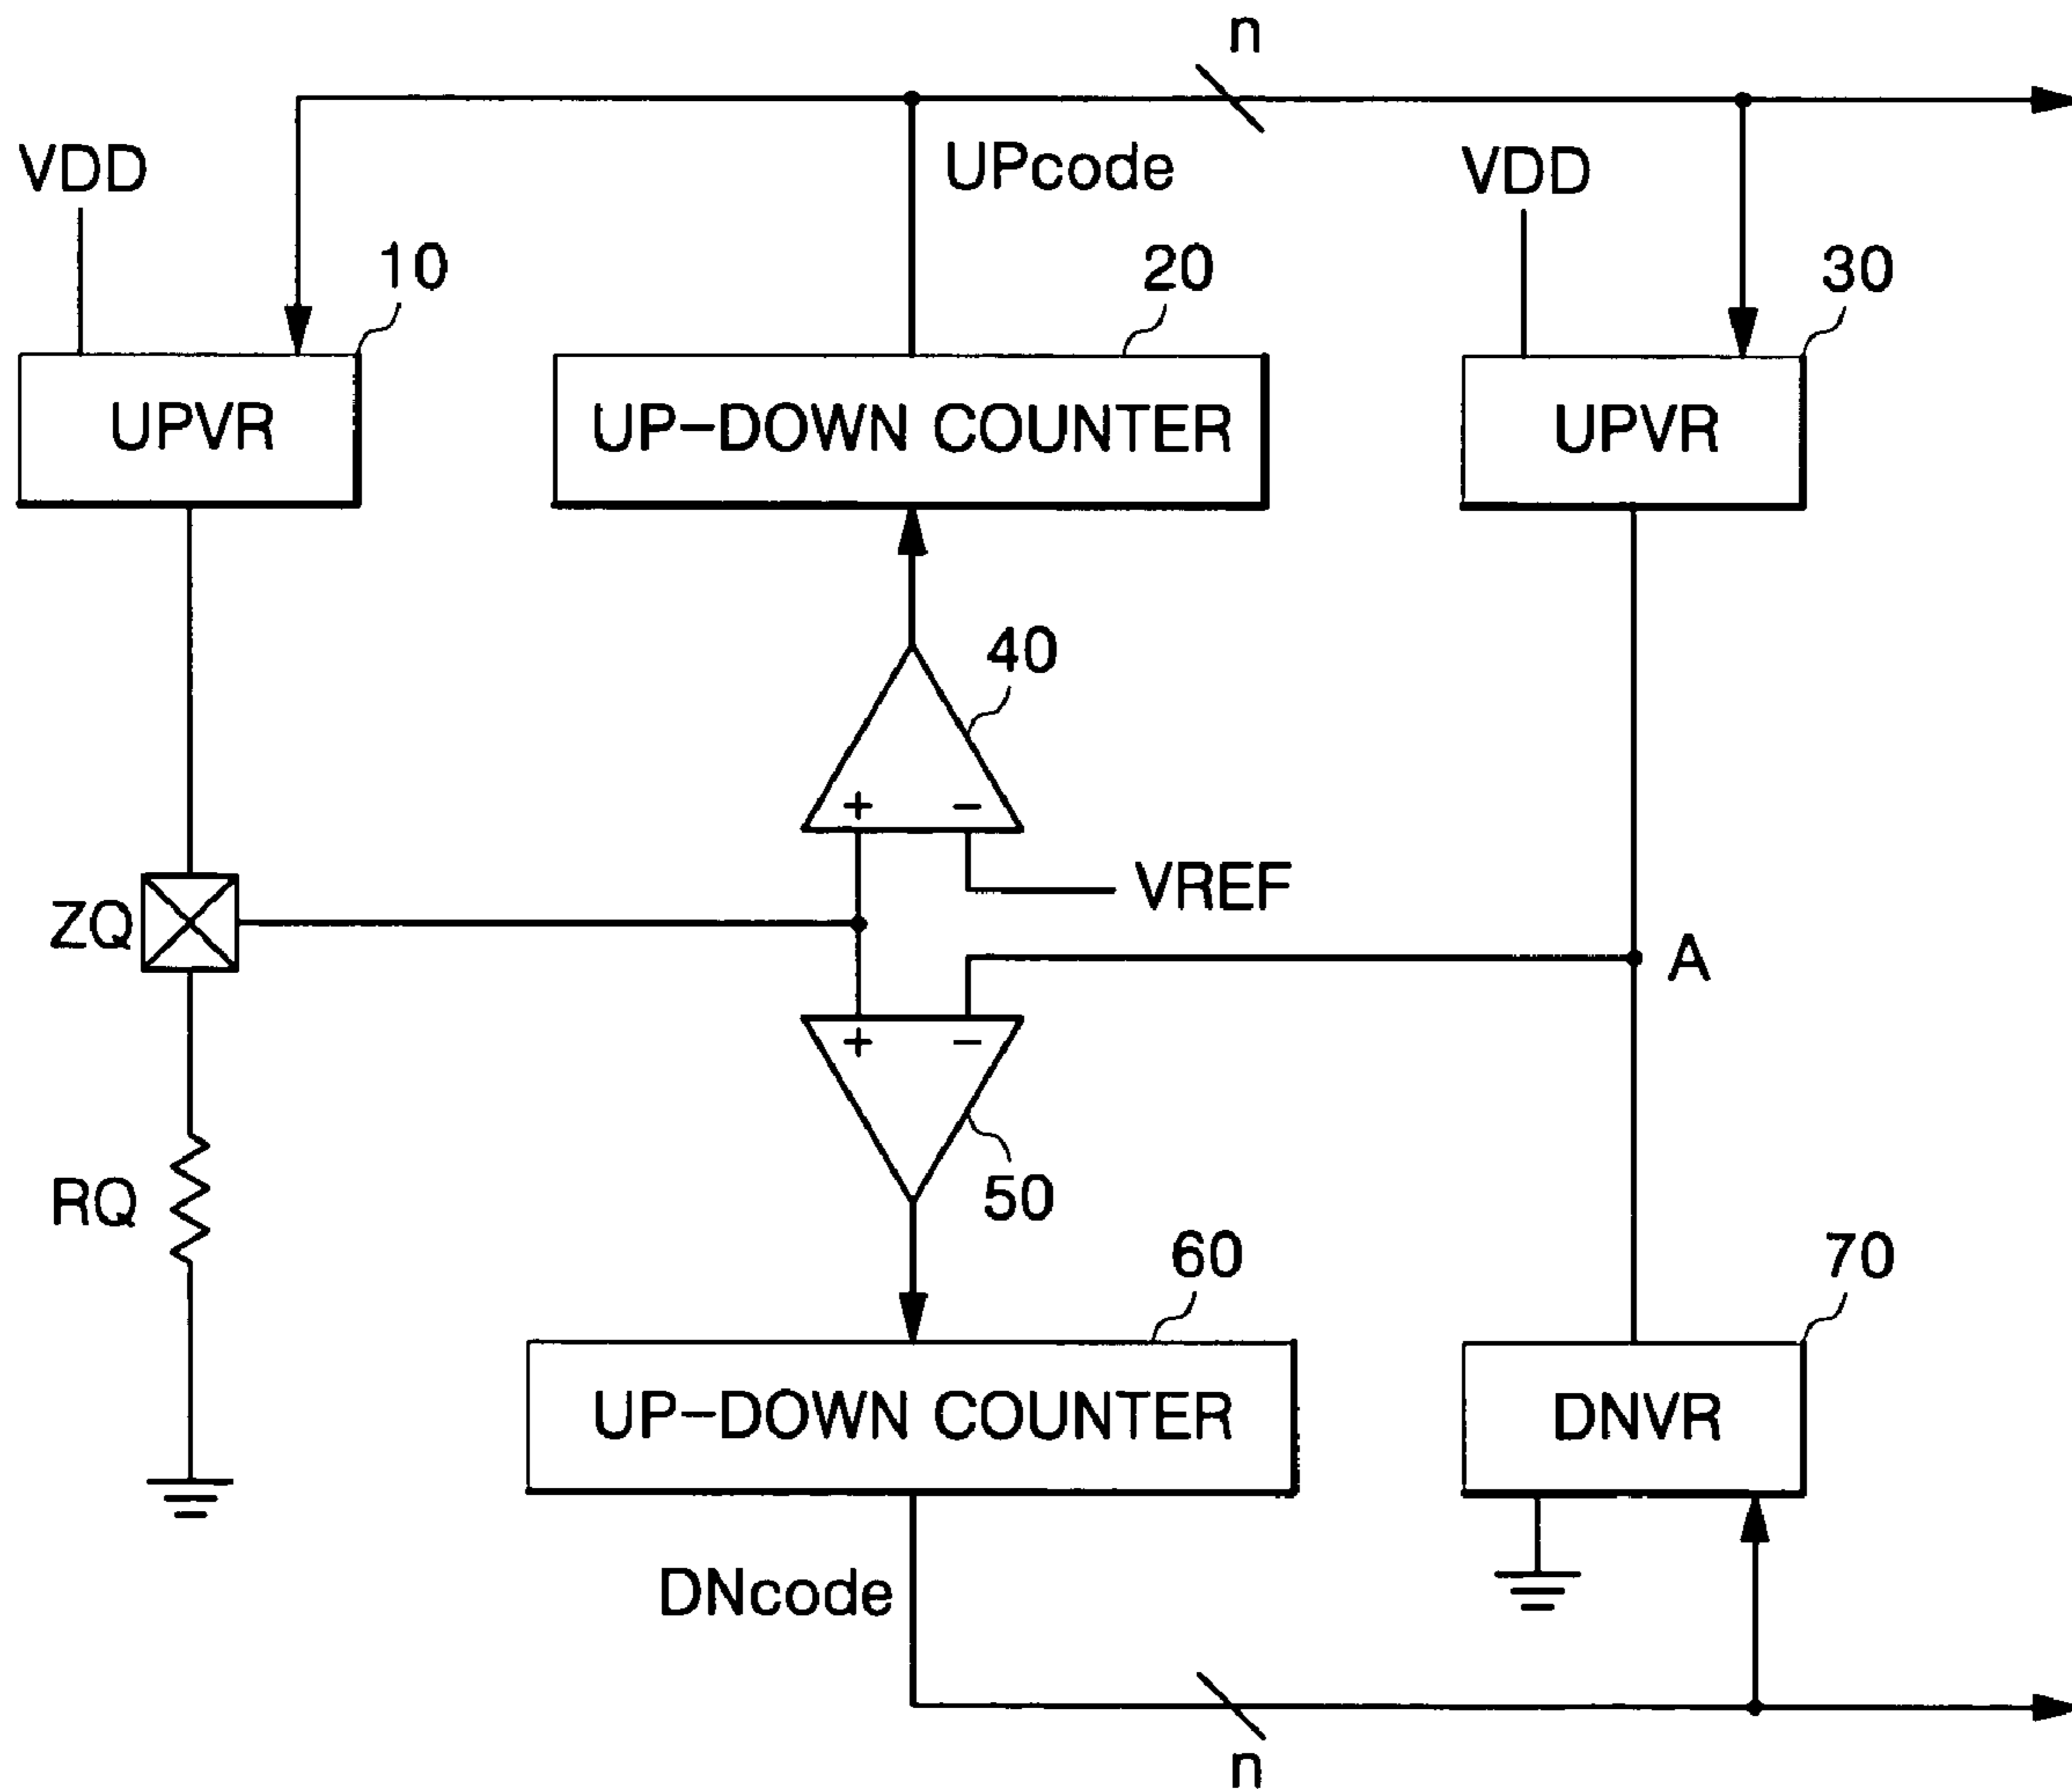 n
UPcode
VDD
VDD
10
20
30
UPVR
UP-DOWN COUNTER
UPVR
40
+ -
VREF
ZQ
A
+ -
50
RQ
60
70
UP-DOWN COUNTER
DNVR
DNcode
n